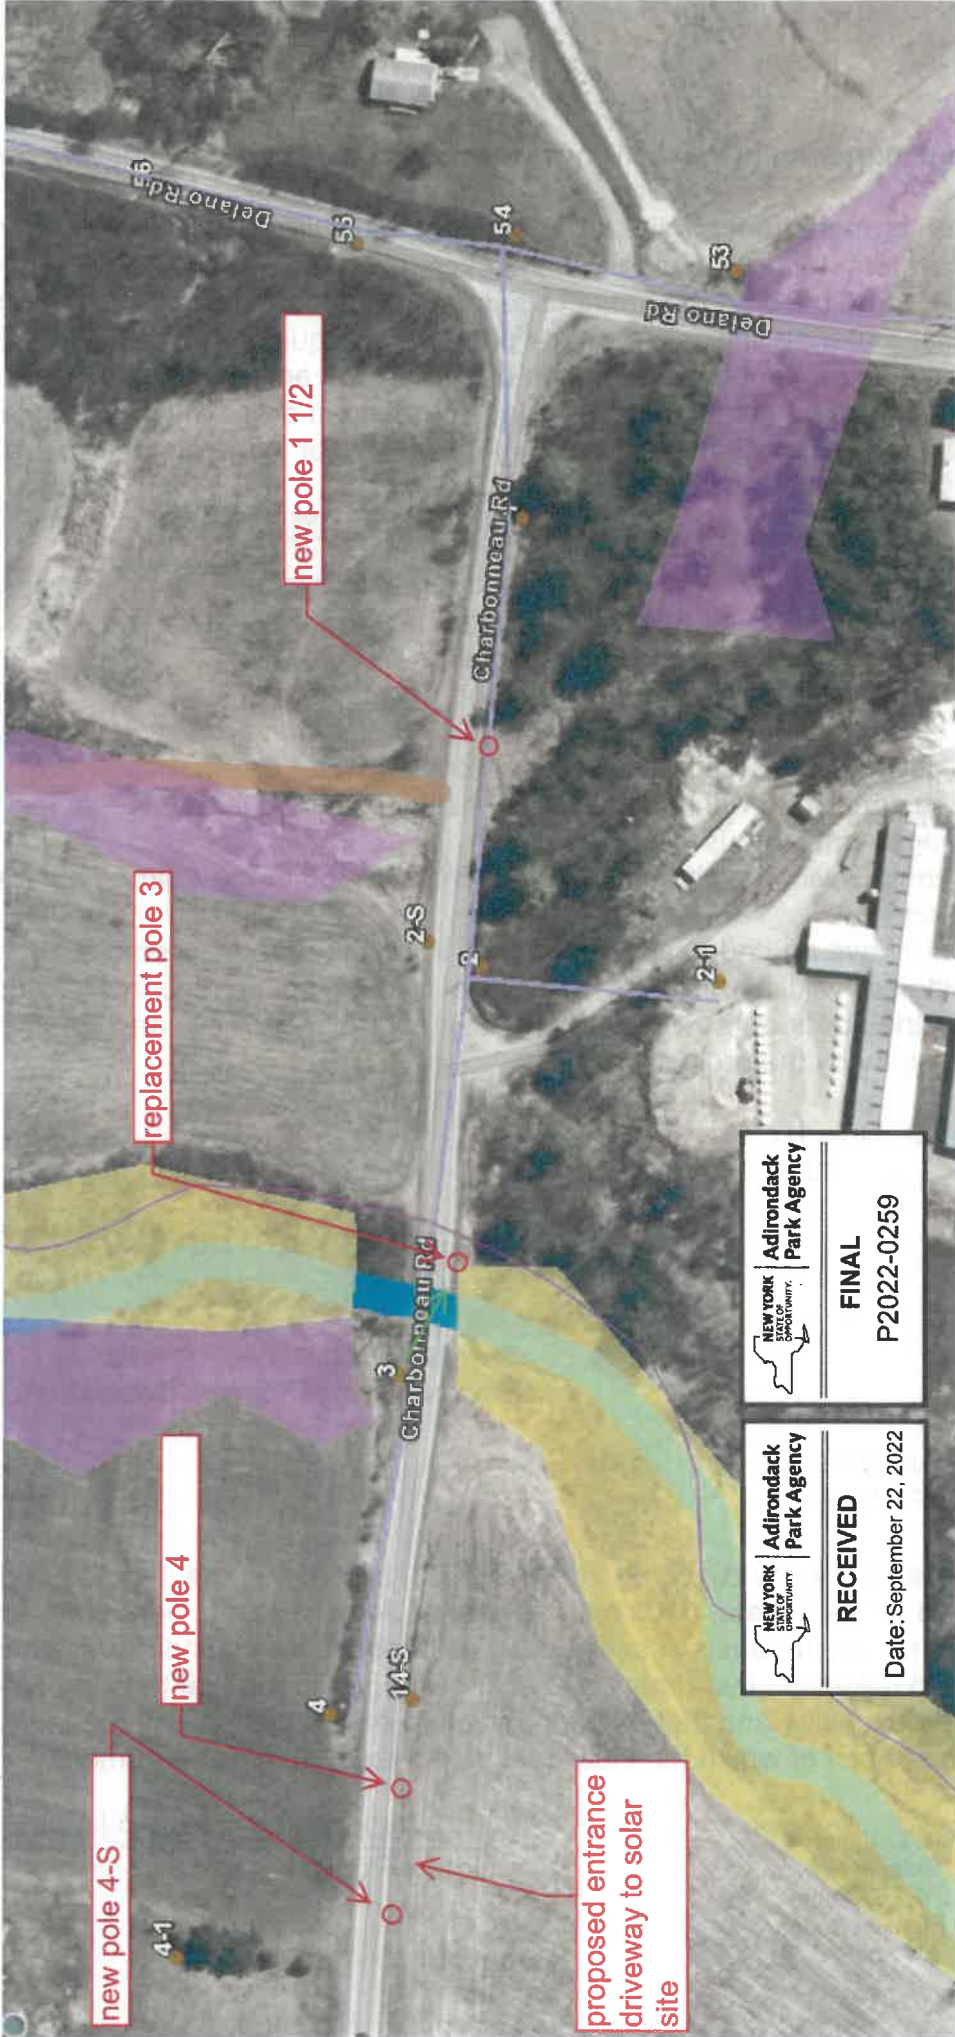 new pole 4-S
new pole 4
replacement pole 3
new pole 1 1/2
proposed entrance
driveway to solar
site
4-1
4
14-S
3
Charbonneau Rd
2-S
2
2-1
Charbonneau Rd
Delano Rd
55
54
53
Delano Rd
NEW YORK
STATE OF
OPPORTUNITY.
Adirondack
Park Agency
RECEIVED
Date: September 22, 2022
NEW YORK
STATE OF
OPPORTUNITY.
Adirondack
Park Agency
FINAL
P2022-0259